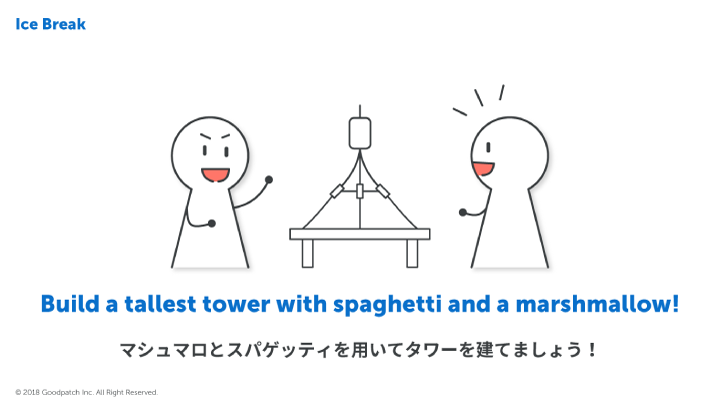 Ice Break
Build a tallest tower with spaghetti and a marshmallow!
マシュマロとスパゲッティを用いてタワーを建てましょう！
© 2018 Goodpatch Inc. All Right Reserved.